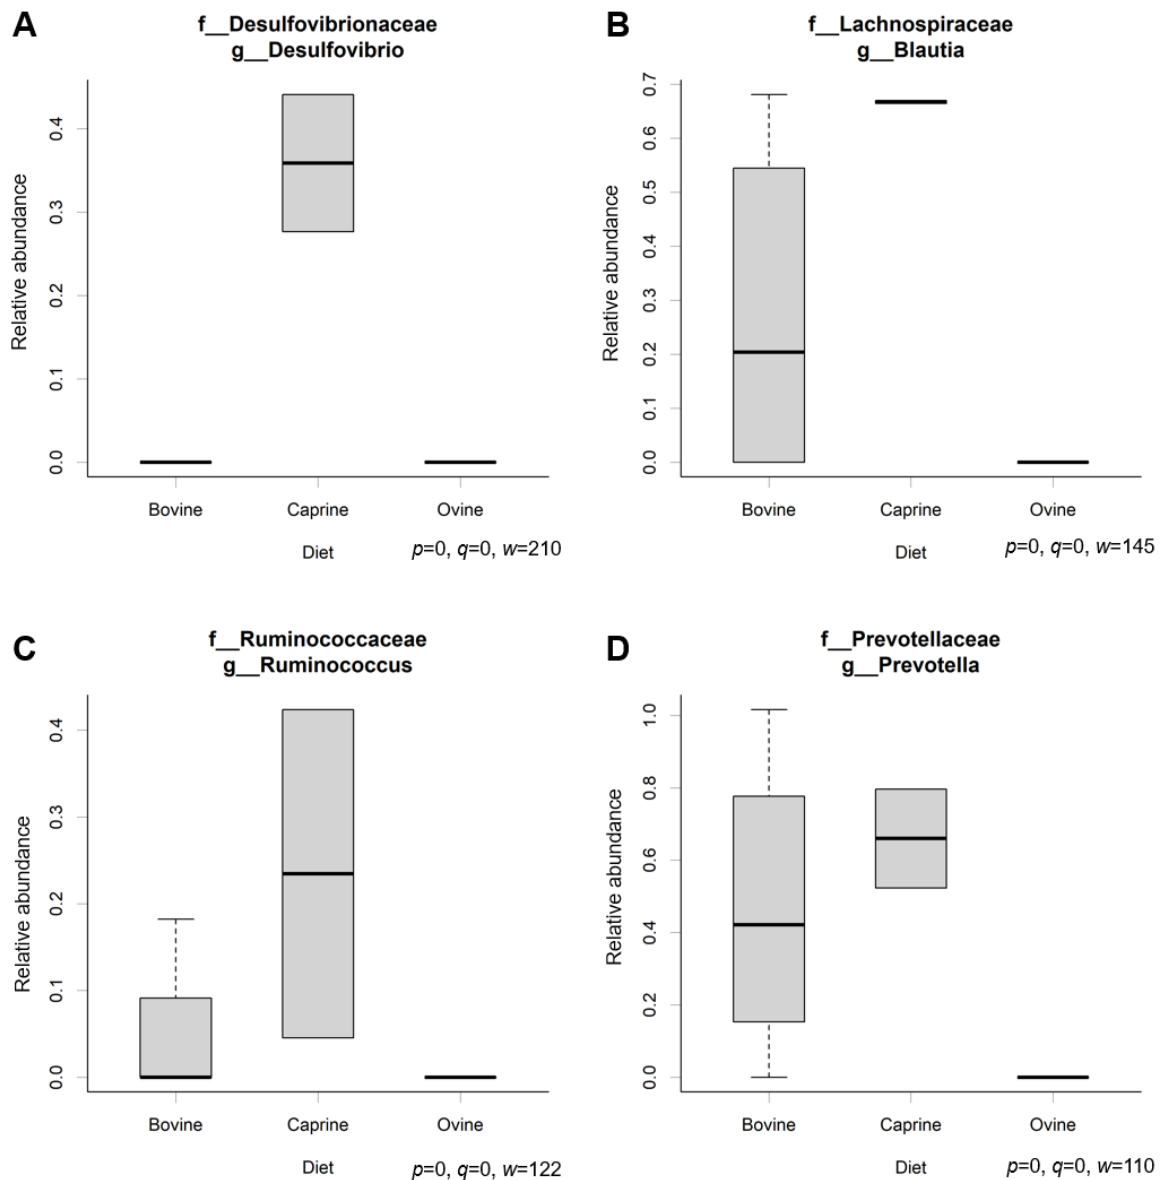 A
f__Desulfovibrionaceae
g__Desulfovibrio
Relative abundance
0.4
0.3
0.2
0.1
0.0
Bovine Caprine Ovine
Diet
p=0, q=0, w=210
B
f__Lachnospiraceae
g__Blautia
Relative abundance
0.7
0.6
0.5
0.4
0.3
0.2
0.1
0.0
Bovine Caprine Ovine
Diet
p=0, q=0, w=145
C
f__Ruminococcaceae
g__Ruminococcus
Relative abundance
0.4
0.3
0.2
0.1
0.0
Bovine Caprine Ovine
Diet
p=0, q=0, w=122
D
f__Prevotellaceae
g__Prevotella
Relative abundance
1.0
0.8
0.6
0.4
0.2
0.0
Bovine Caprine Ovine
Diet
p=0, q=0, w=110